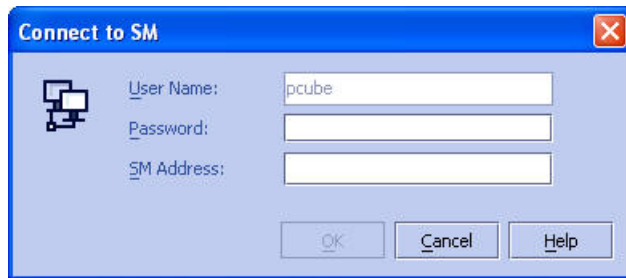 Connect to SM
User Name:
pcube
Password:
SM Address:
OK
Cancel
Help